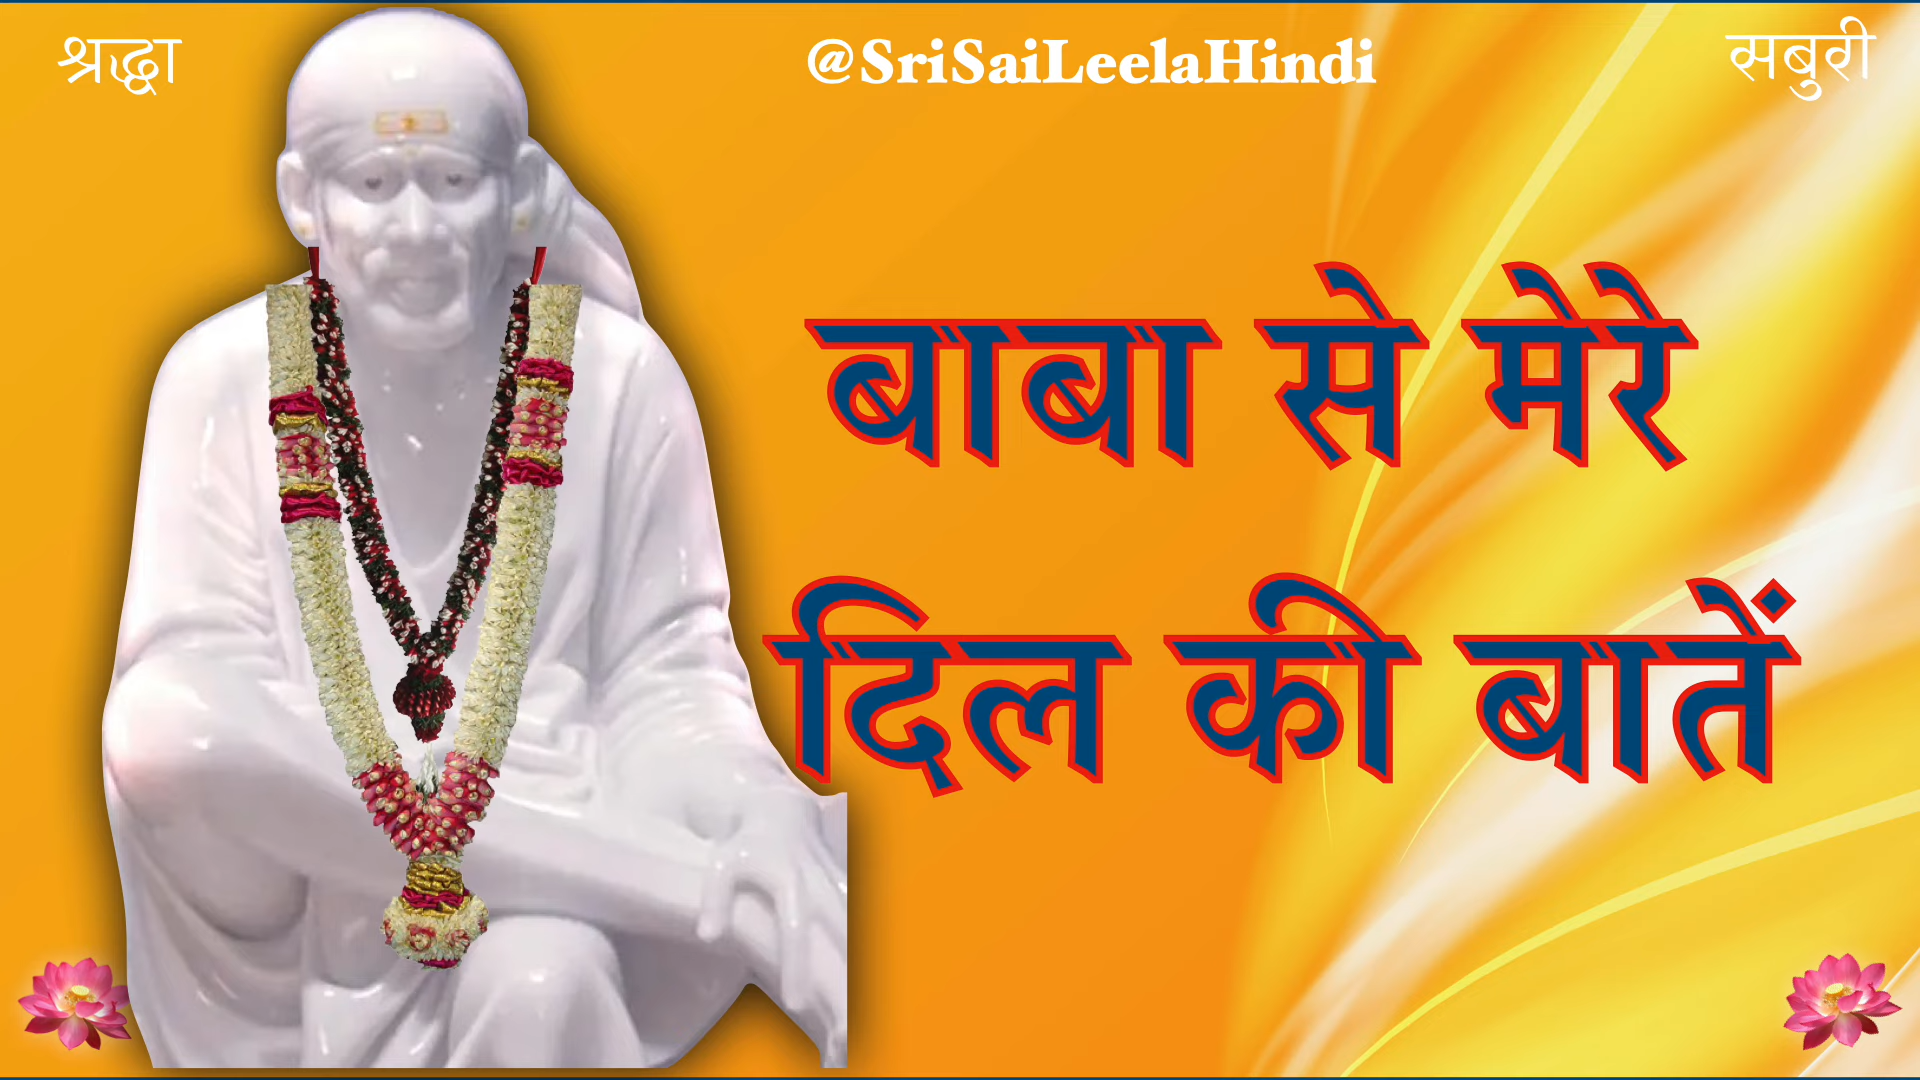 श्रद्धा
@SriSaiLeelaHindi
सबुरी
बाबा से मेरे
दिल की बातें